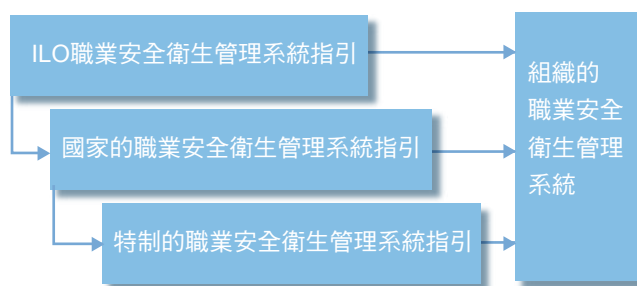 ILO職業安全衛生管理系統指引
國家的職業安全衛生管理系統指引
特制的職業安全衛生管理系統指引
組織的
職業安全
衛生管理
系統